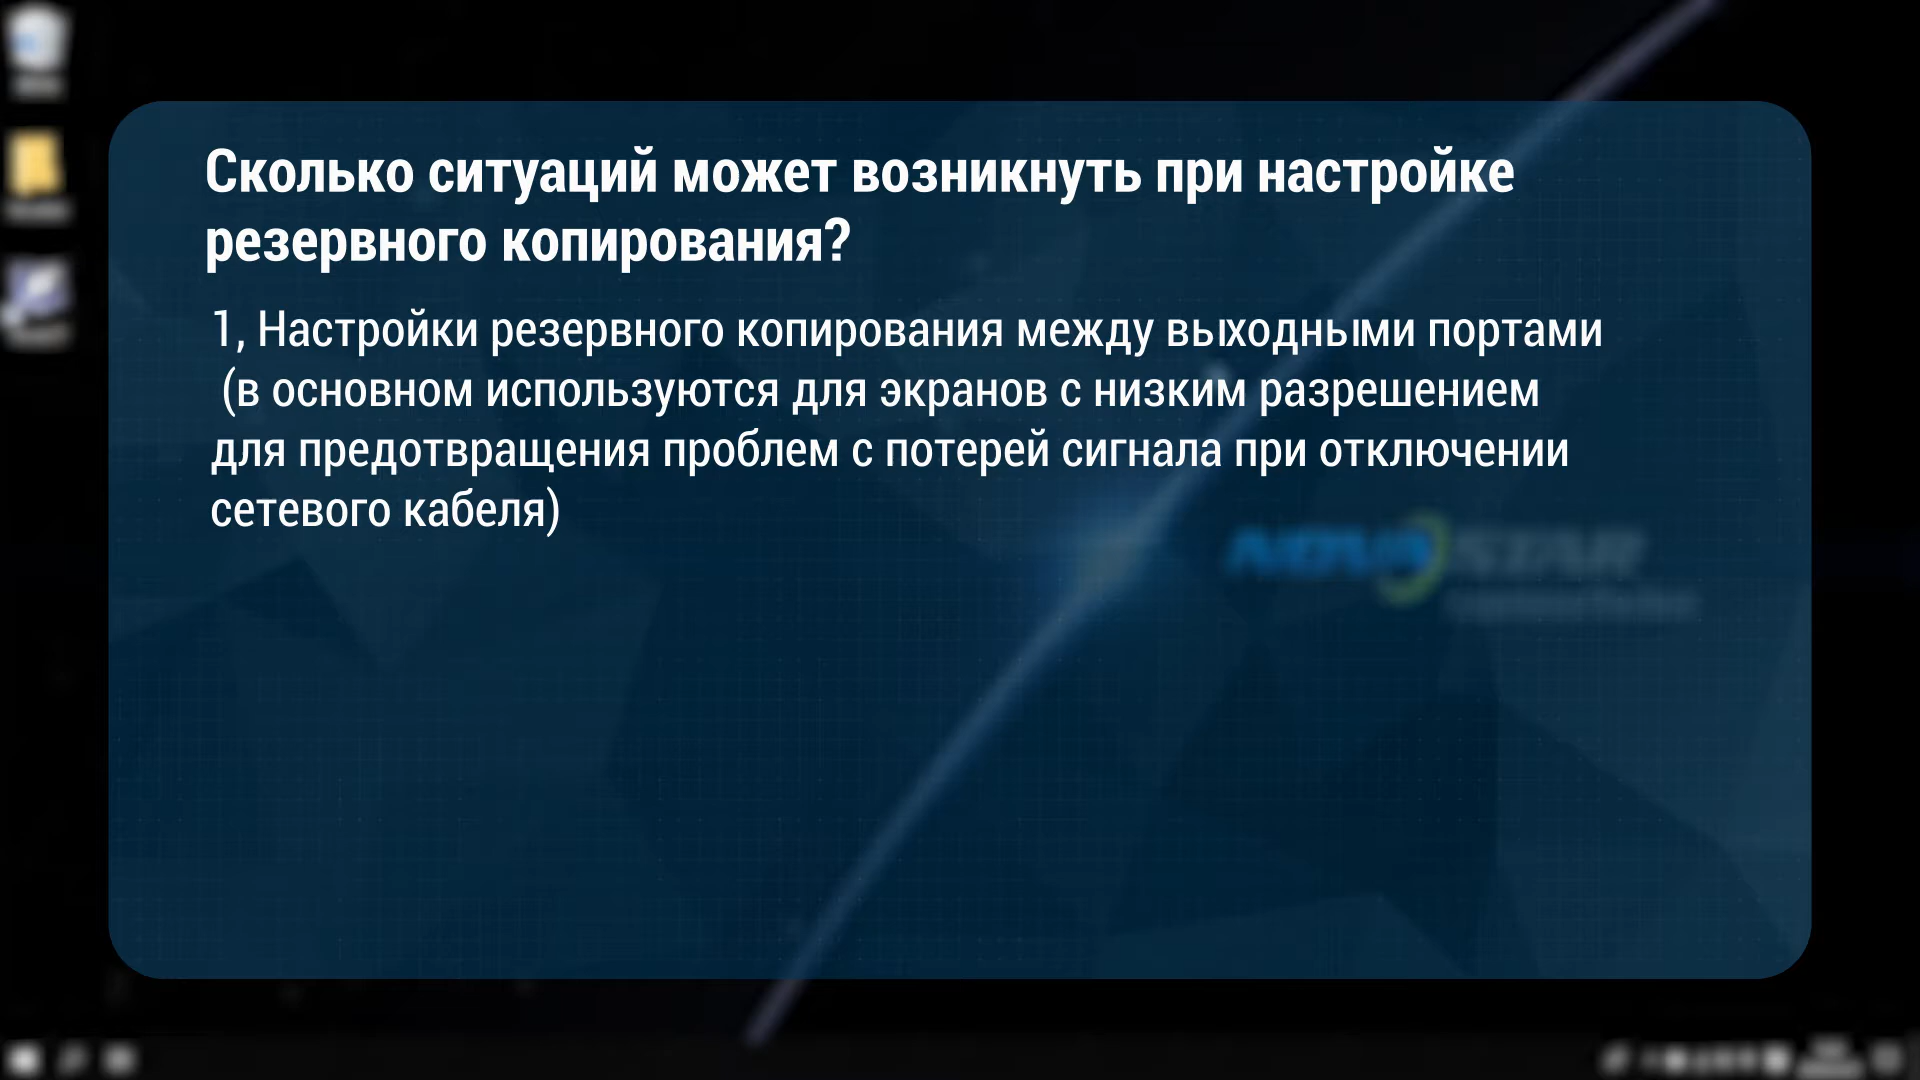 Сколько ситуаций может возникнуть при настройке
резервного копирования?
1, Настройки резервного копирования между выходными портами
(в основном используются для экранов с низким разрешением
для предотвращения проблем с потерей сигнала при отключении
сетевого кабеля)
NOVASTAR